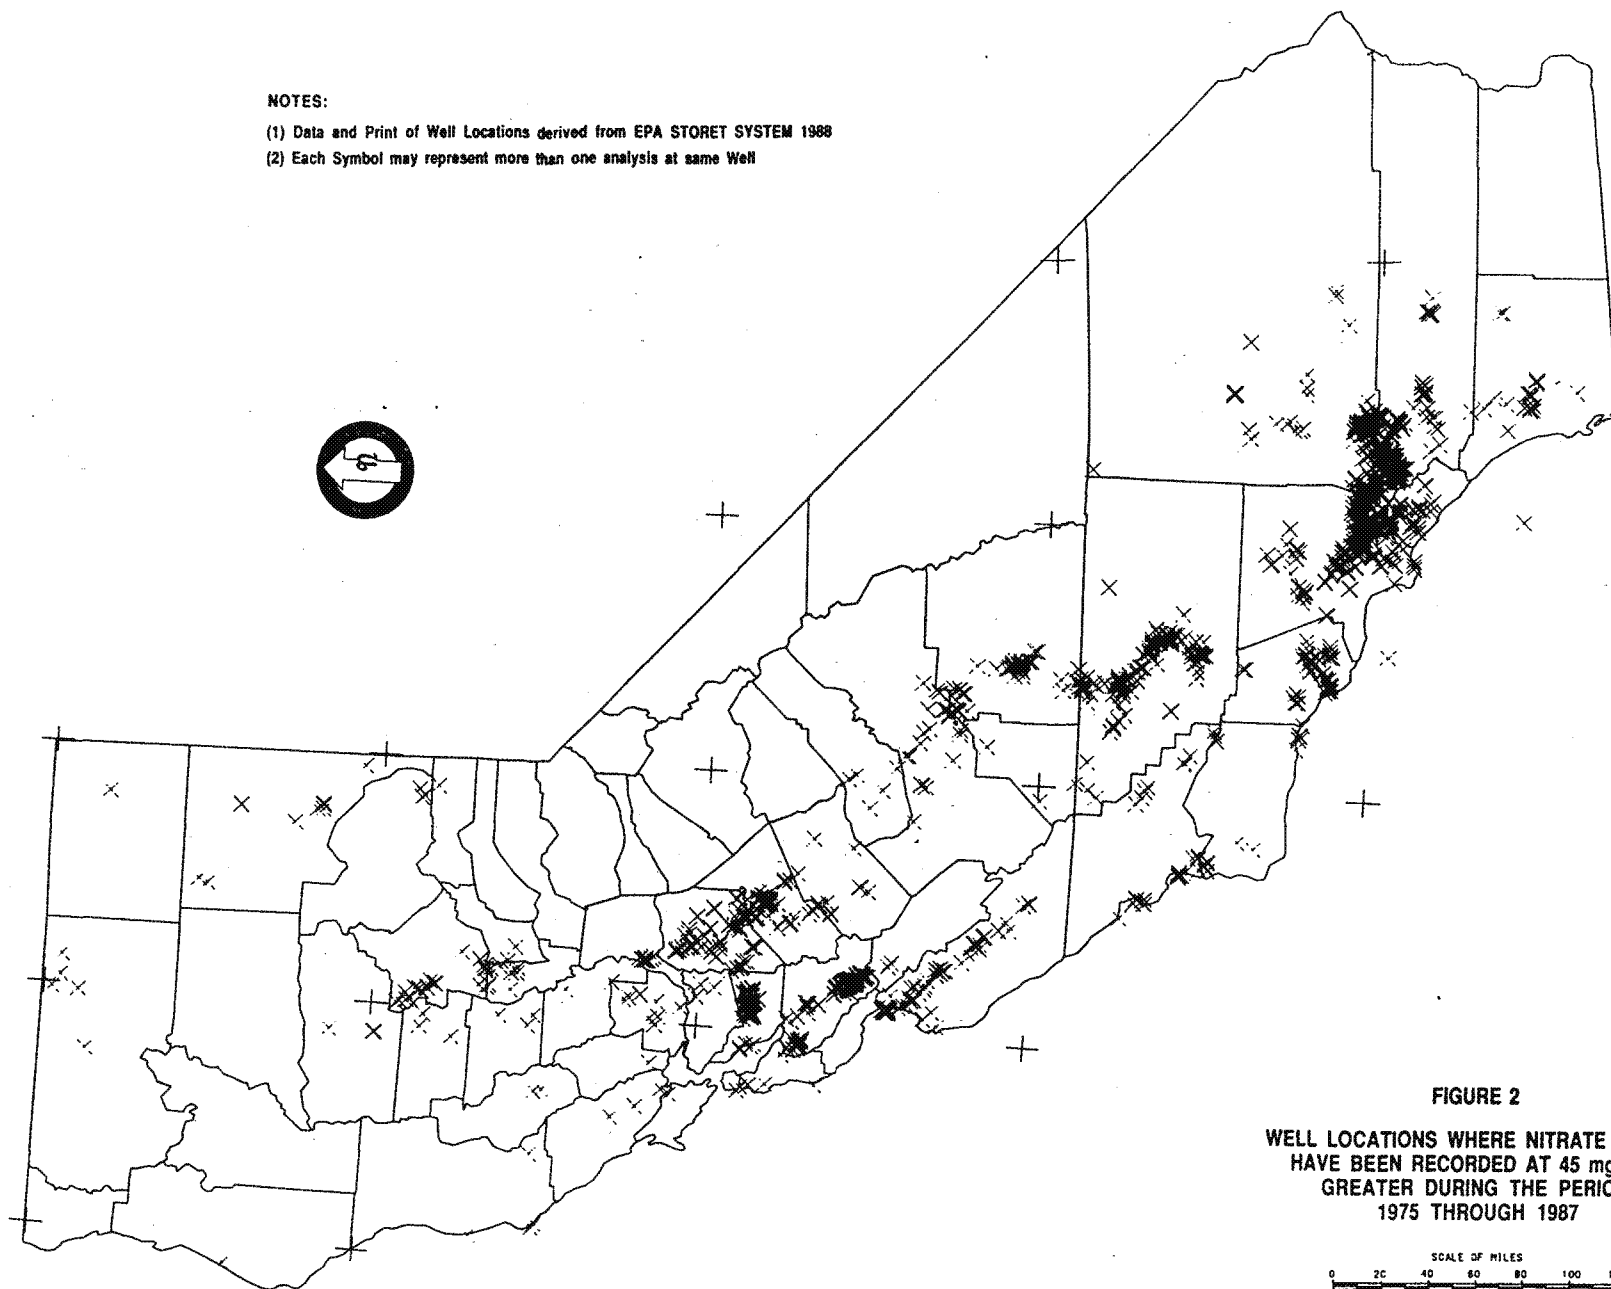 NOTES:
(1) Data and Print of Well Locations derived from EPA STORET SYSTEM 1988
(2) Each Symbol may represent more than one analysis at same Well
FIGURE 2
WELL LOCATIONS WHERE NITRATE
HAVE BEEN RECORDED AT 45
GREATER DURING THE
1975 THROUGH 1987
SCALE OF MILES
0 20 40 60 80 100